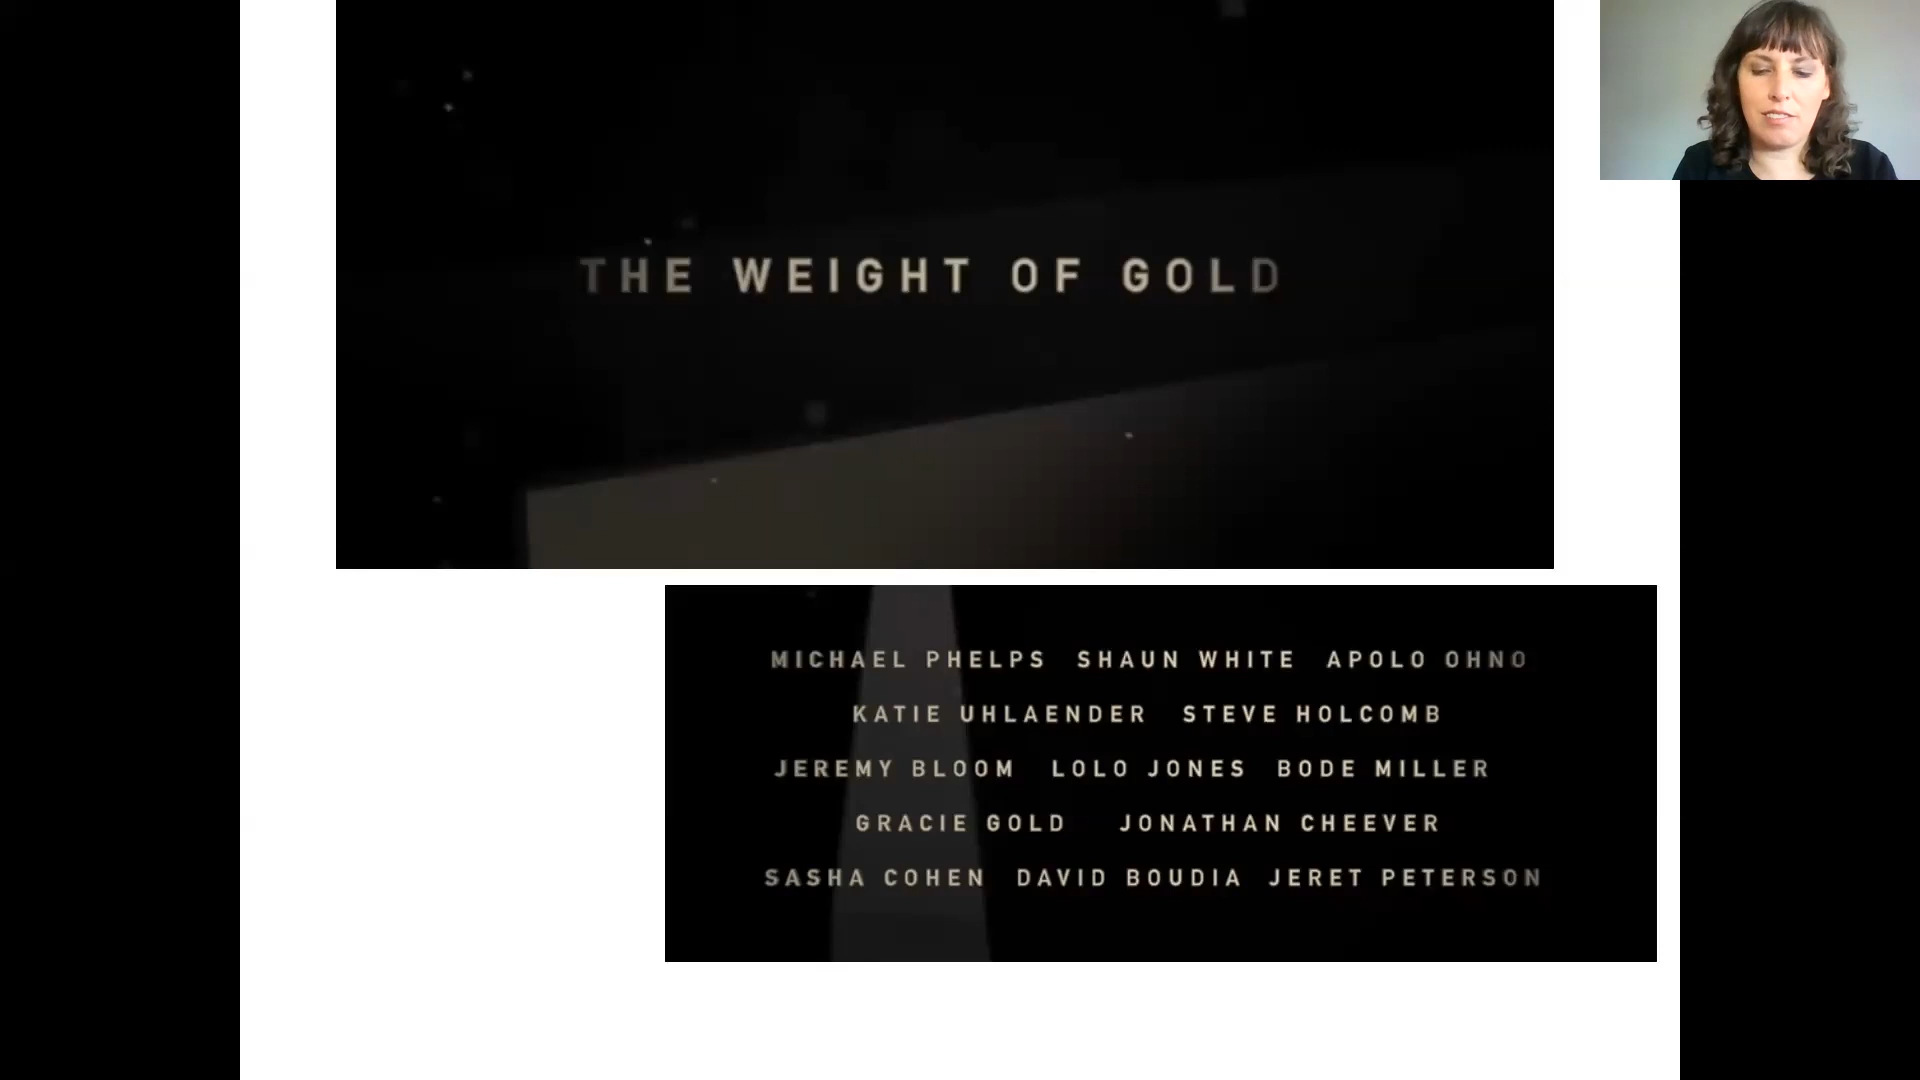 THE WEIGHT OF GOLD
MICHAEL PHELPS SHAUN WHITE APOLO OHNO
KATIE UHLAENDER STEVE HOLCOMB
JEREMY BLOOM LOLO JONES BODE MILLER
GRACIE GOLD JONATHAN CHEEVER
SASHA COHEN DAVID BOUDIA JERET PETERSON